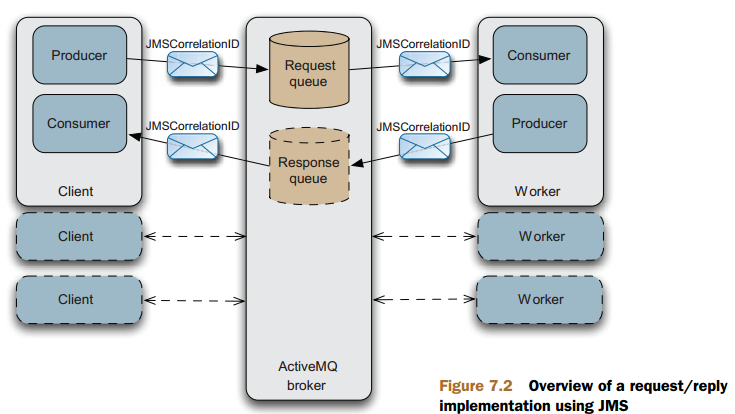 JMSCorrelationID
JMSCorrelationID
Producer
Request
queue
Consumer
JMSCorrelationID
JMSCorrelationID
Consumer
Response
queue
Producer
Client
Worker
Client
Worker
Client
Worker
ActiveMQ
broker
Figure 7.2 Overview of a request/reply
implementation using JMS